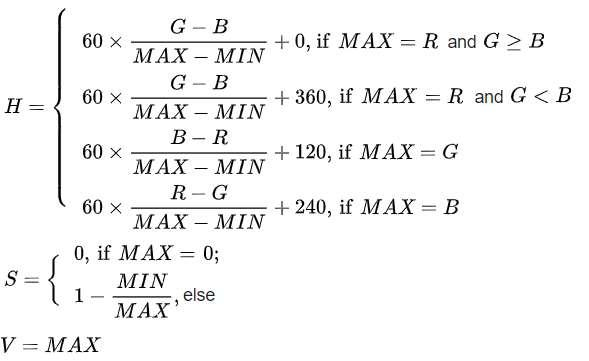 H = { 60 × (G − B)/(MAX − MIN) + 0, if MAX = R and G ≥ B
60 × (G − B)/(MAX − MIN) + 360, if MAX = R and G < B
60 × (B − R)/(MAX − MIN) + 120, if MAX = G
60 × (R − G)/(MAX − MIN) + 240, if MAX = B
S = { 0, if MAX = 0;
1 − MIN/MAX, else
V = MAX